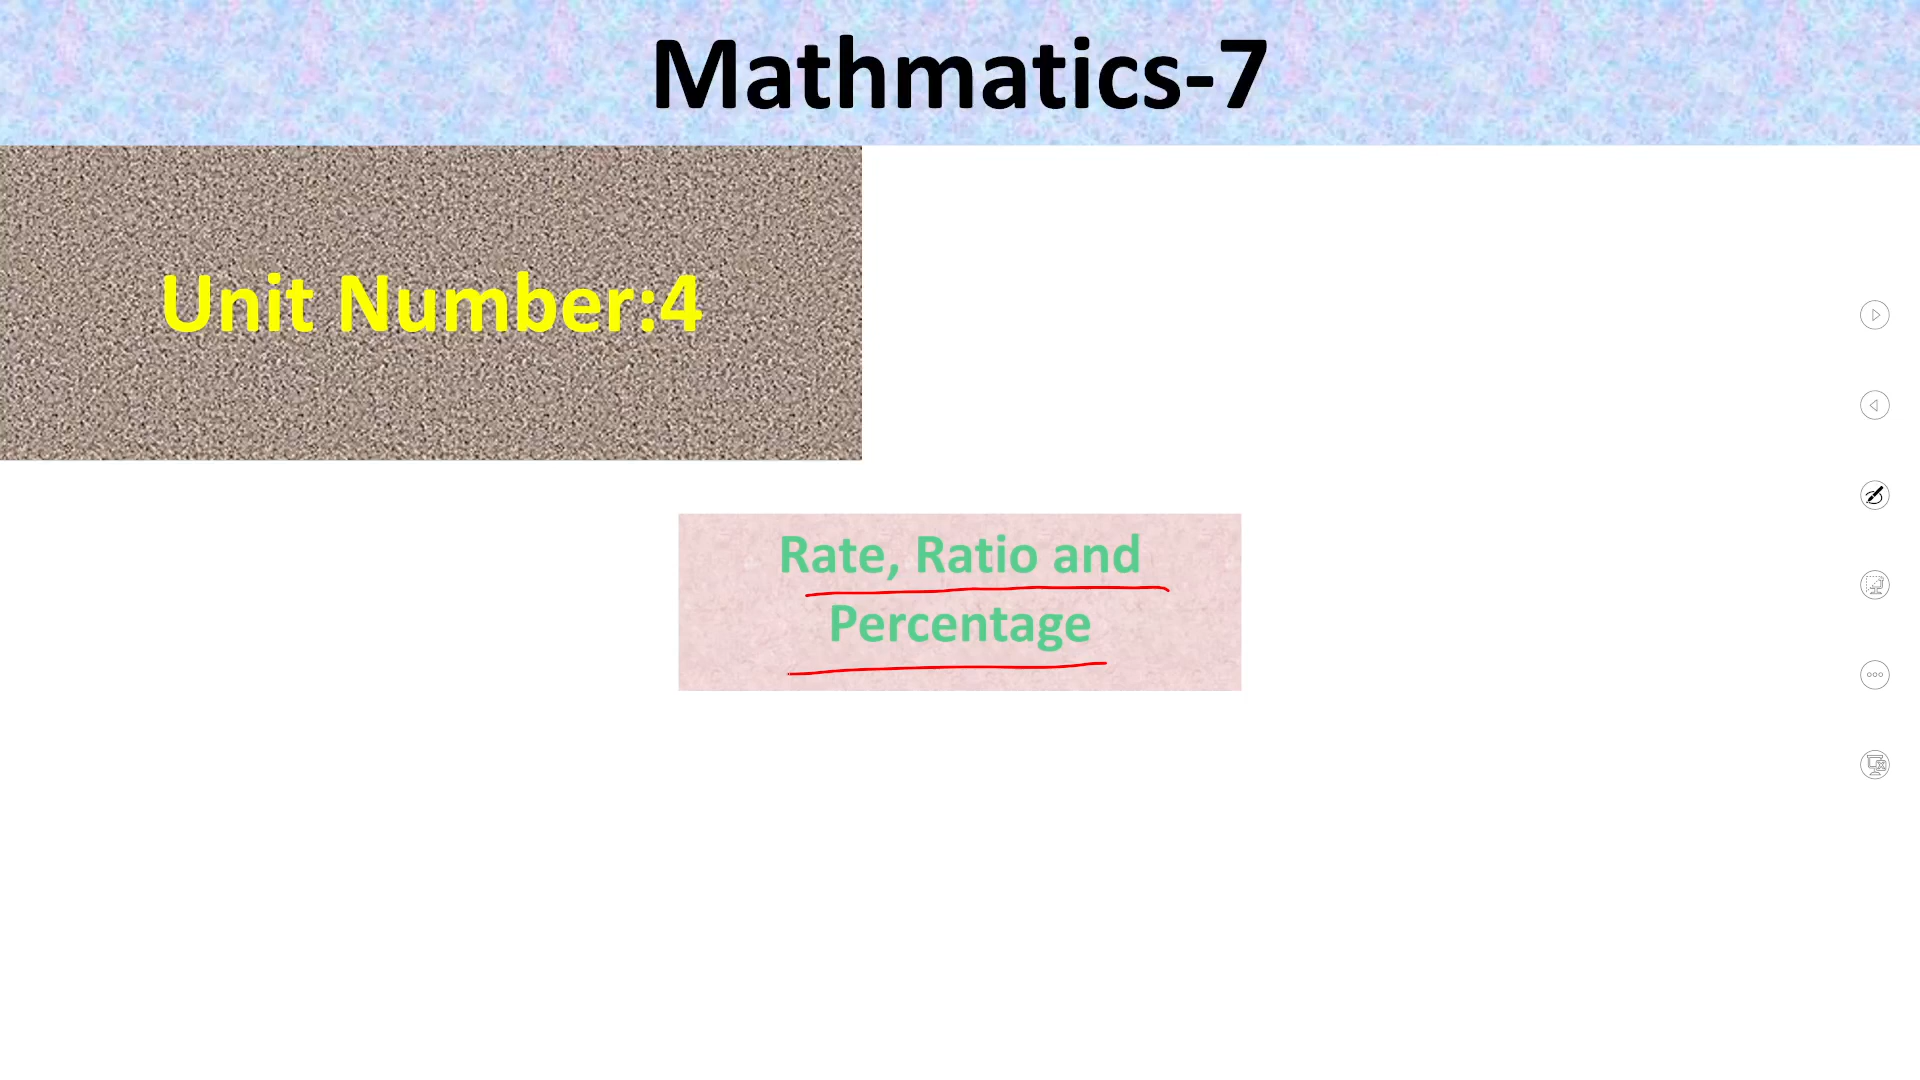 Mathmatics-7
Unit Number:4
Rate, Ratio and
Percentage